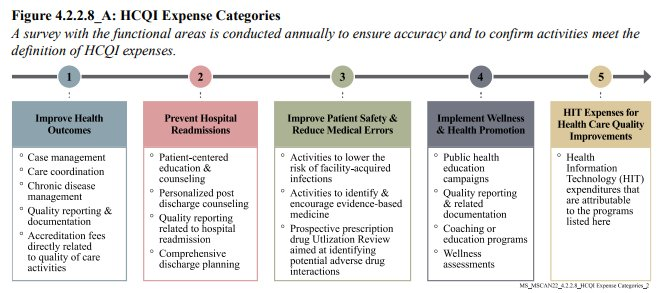 Figure 4.2.2.8_A: HCQI Expense Categories
A survey with the functional areas is conducted annually to ensure accuracy and to confirm activities meet the
definition of HCQI expenses.
1
2
3
4
5
Improve Health
Outcomes
° Case management
° Care coordination
° Chronic disease
management
° Quality reporting &
documentation
° Accreditation fees
directly related
to quality of care
activities
Prevent Hospital
Readmissions
° Patient-centered
education &
counseling
° Personalized post
discharge counseling
° Quality reporting
related to hospital
readmission
° Comprehensive
discharge planning
Improve Patient Safety &
Reduce Medical Errors
° Activities to lower the
risk of facility-acquired
infections
° Activities to identify &
encourage evidence-based
medicine
° Prospective prescription
drug Utlization Review
aimed at identifying
potential adverse drug
interactions
Implement Wellness
& Health Promotion
° Public health
education
campaigns
° Quality reporting
& related
documentation
° Coaching or
education programs
° Wellness
assessments
HIT Expenses for
Health Care Quality
Improvements
° Health
Information
Technology (HIT)
expenditures that
are attributable
to the programs
listed here
MS_MSCAN22_4.2.2.8_HCQI Expense Categories_2